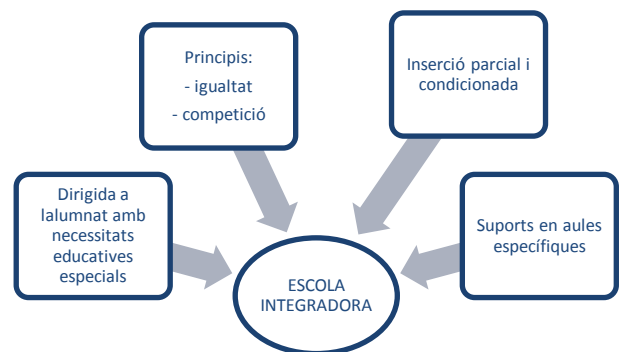 Principis:
- igualtat
- competició
Inserció parcial i
condicionada
Dirigida a
lalumnat amb
necessitats
educatives
especials
Suports en aules
específiques
ESCOLA
INTEGRADORA